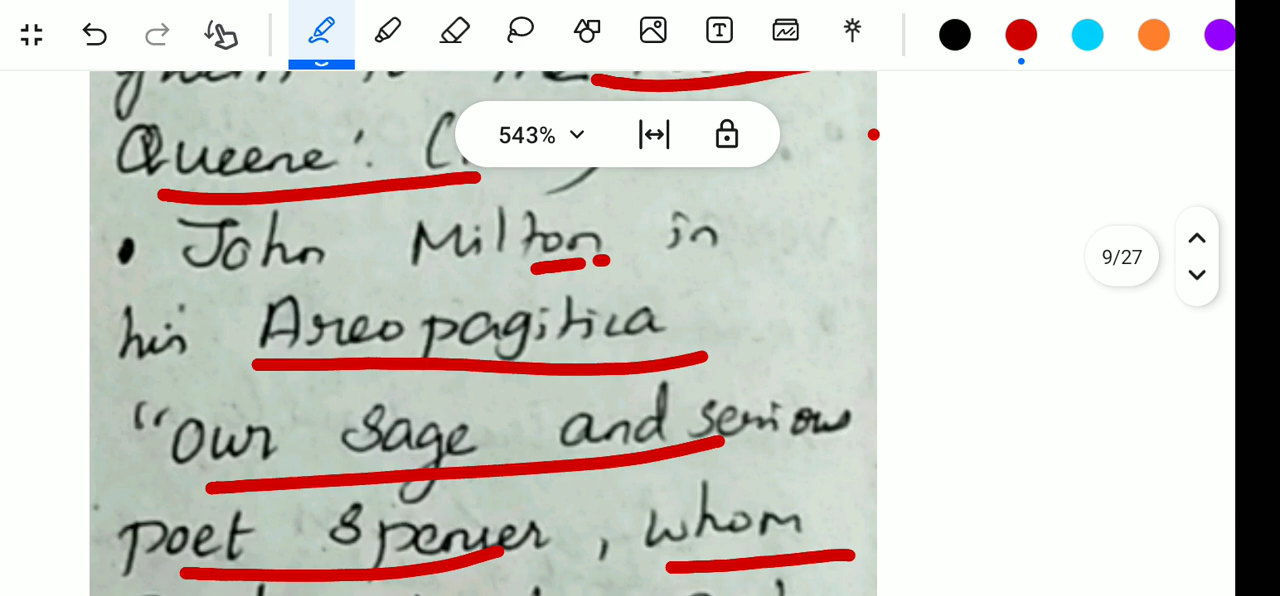 543%
Queene'. (
• John Milton in
9/27
his Areopagitica
"our sage and serious
poet Spenser, whom